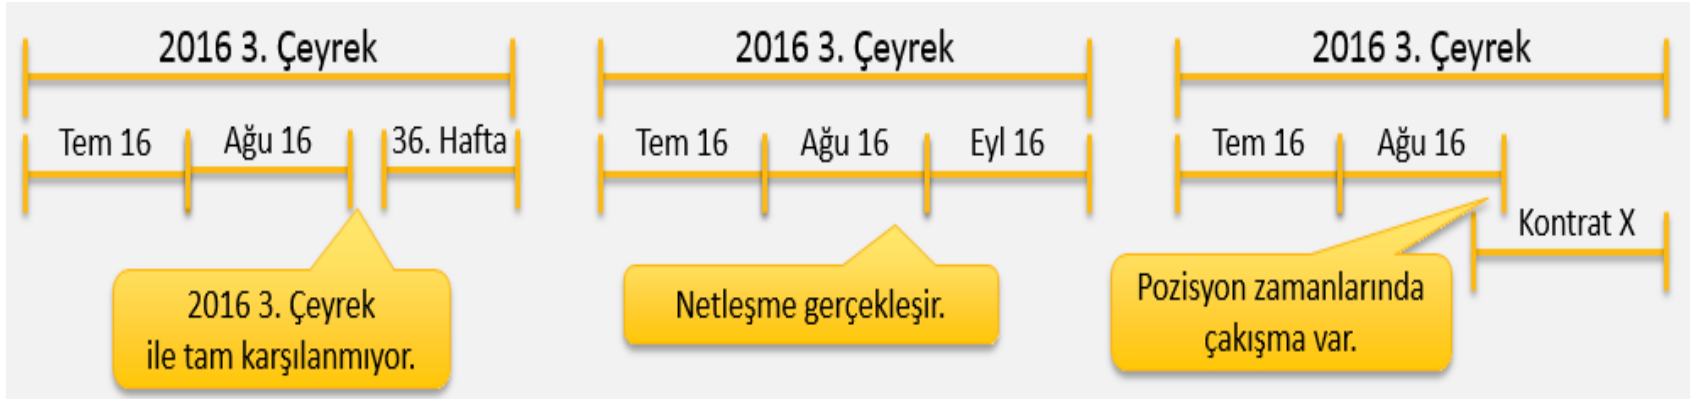 2016 3. Çeyrek
Tem 16
Ağu 16
36. Hafta
2016 3. Çeyrek
ile tam karşılanmıyor.
2016 3. Çeyrek
Tem 16
Ağu 16
Eyl 16
Netleşme gerçekleşir.
2016 3. Çeyrek
Tem 16
Ağu 16
Kontrat X
Pozisyon zamanlarında
çakışma var.